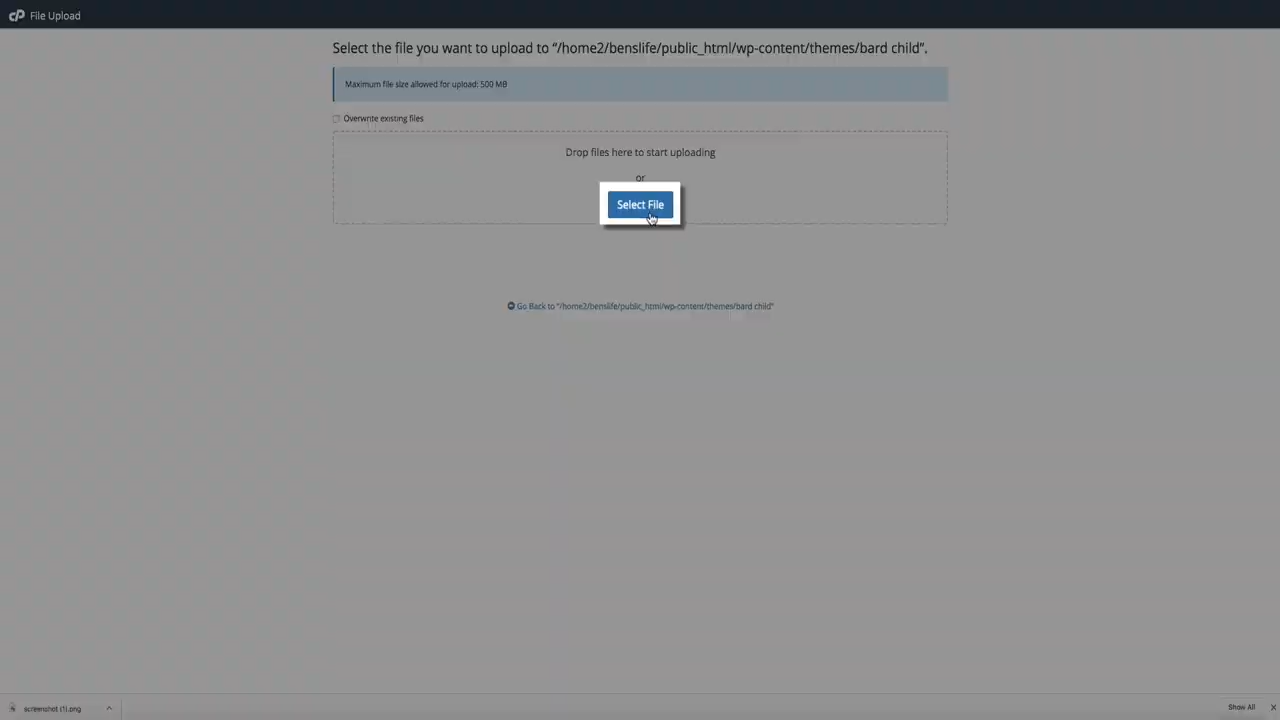 cP File Upload
Select the file you want to upload to “/home2/benslife/public_html/wp-content/themes/bard child”.
Maximum file size allowed for upload: 500 MB
Overwrite existing files
Drop files here to start uploading
or
Select File
Go Back to “/home2/benslife/public_html/wp-content/themes/bard child”
screenshot (1).png
Show All